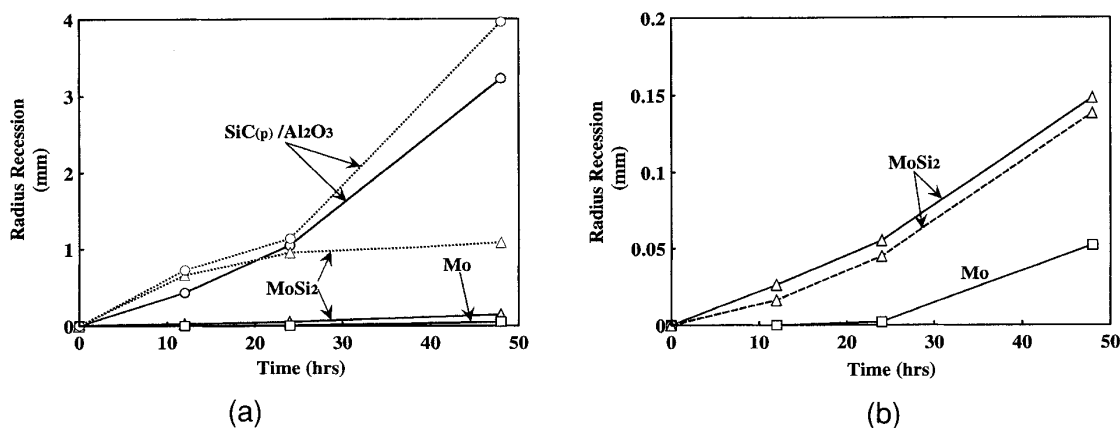 Radius Recession
(mm)
4
3
2
1
0
0 10 20 30 40 50
Time (hrs)
SiC(p) /Al2O3
MoSi2
Mo
(a)
Radius Recession
(mm)
0.2
0.15
0.1
0.05
0
0 10 20 30 40 50
Time (hrs)
MoSi2
Mo
(b)